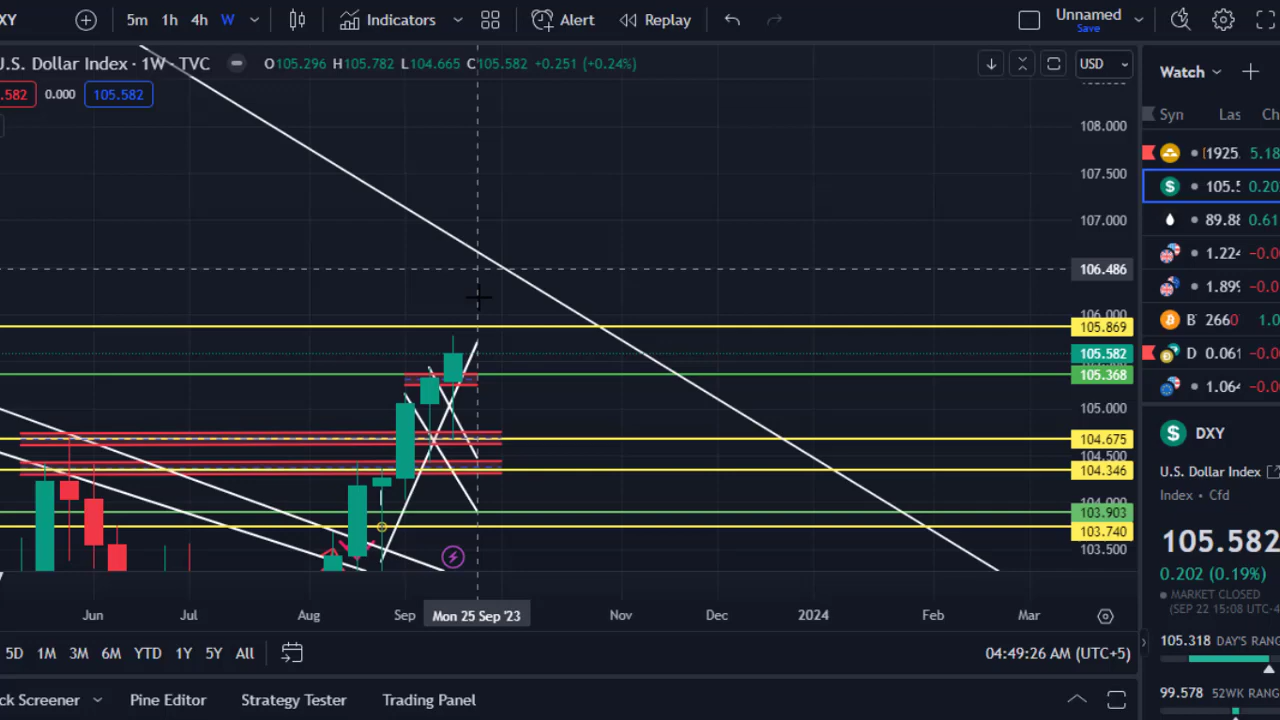 XY 5m 1h 4h W Indicators Alert Replay Unnamed
Save
U.S. Dollar Index · 1W · TVC O105.296 H105.782 L104.665 C105.582 +0.251 (+0.24%) USD Watch
.582 0.000 105.582
Syn Las Ch
108.000
107.500
107.000
106.486
106.000
105.869
105.582
105.368
105.000
104.675
104.500
104.346
104.000
103.903
103.740
103.500
1925. 5.18
105.5 0.202
89.88 0.61
1.224 -0.0
1.899 -0.0
B 2660 1.0
D 0.061 -0.0
1.064 -0.0
DXY
U.S. Dollar Index
Index • Cfd
105.582
0.202 (0.19%)
MARKET CLOSED
(SEP 22 15:08 UTC-4
105.318 DAY'S RANG
99.578 52WK RANG
Jun Jul Aug Sep Mon 25 Sep '23 Nov Dec 2024 Feb Mar
5D 1M 3M 6M YTD 1Y 5Y All 04:49:26 AM (UTC+5)
ck Screener Pine Editor Strategy Tester Trading Panel